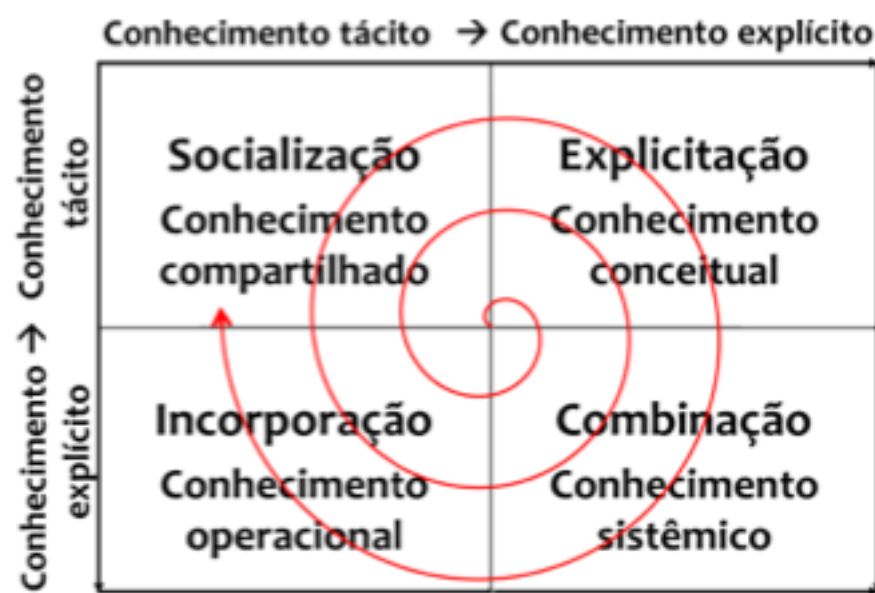 Conhecimento tácito → Conhecimento explícito
Conhecimento → Conhecimento
explícito
tácito
Socialização
Conhecimento
compartilhado
Explicitação
Conhecimento
conceitual
Incorporação
Conhecimento
operacional
Combinação
Conhecimento
sistêmico